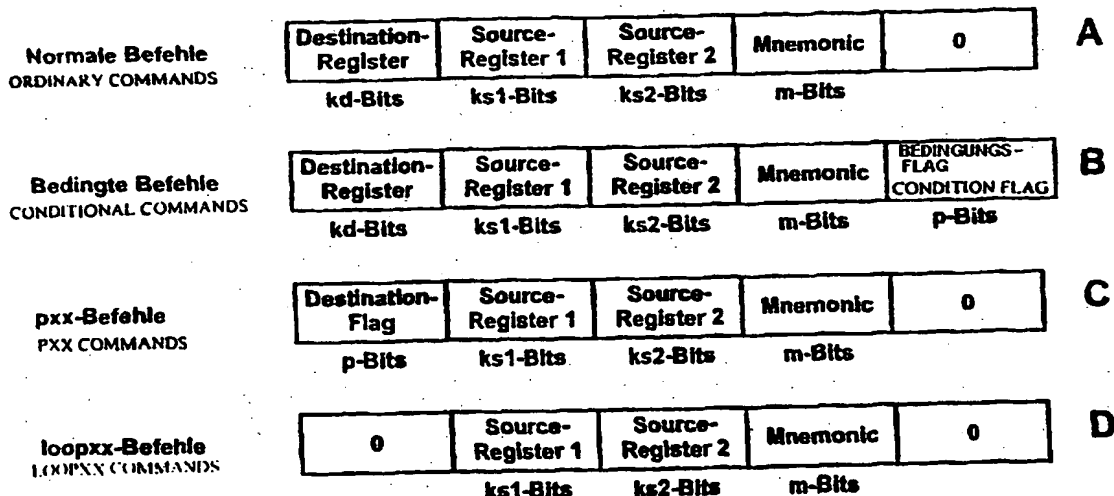 Normale Befehle
ORDINARY COMMANDS
Destination-
Register
Source-
Register 1
Source-
Register 2
Mnemonic
0
A
kd-Bits
ks1-Bits
ks2-Bits
m-Bits
Bedingte Befehle
CONDITIONAL COMMANDS
Destination-
Register
Source-
Register 1
Source-
Register 2
Mnemonic
BEDINGUNGS-
FLAG
CONDITION FLAG
B
kd-Bits
ks1-Bits
ks2-Bits
m-Bits
p-Bits
pxx-Befehle
PXX COMMANDS
Destination-
Flag
Source-
Register 1
Source-
Register 2
Mnemonic
0
C
p-Bits
ks1-Bits
ks2-Bits
m-Bits
loopxx-Befehle
LOOPXX COMMANDS
0
Source-
Register 1
Source-
Register 2
Mnemonic
0
D
ks1-Bits
ks2-Bits
m-Bits